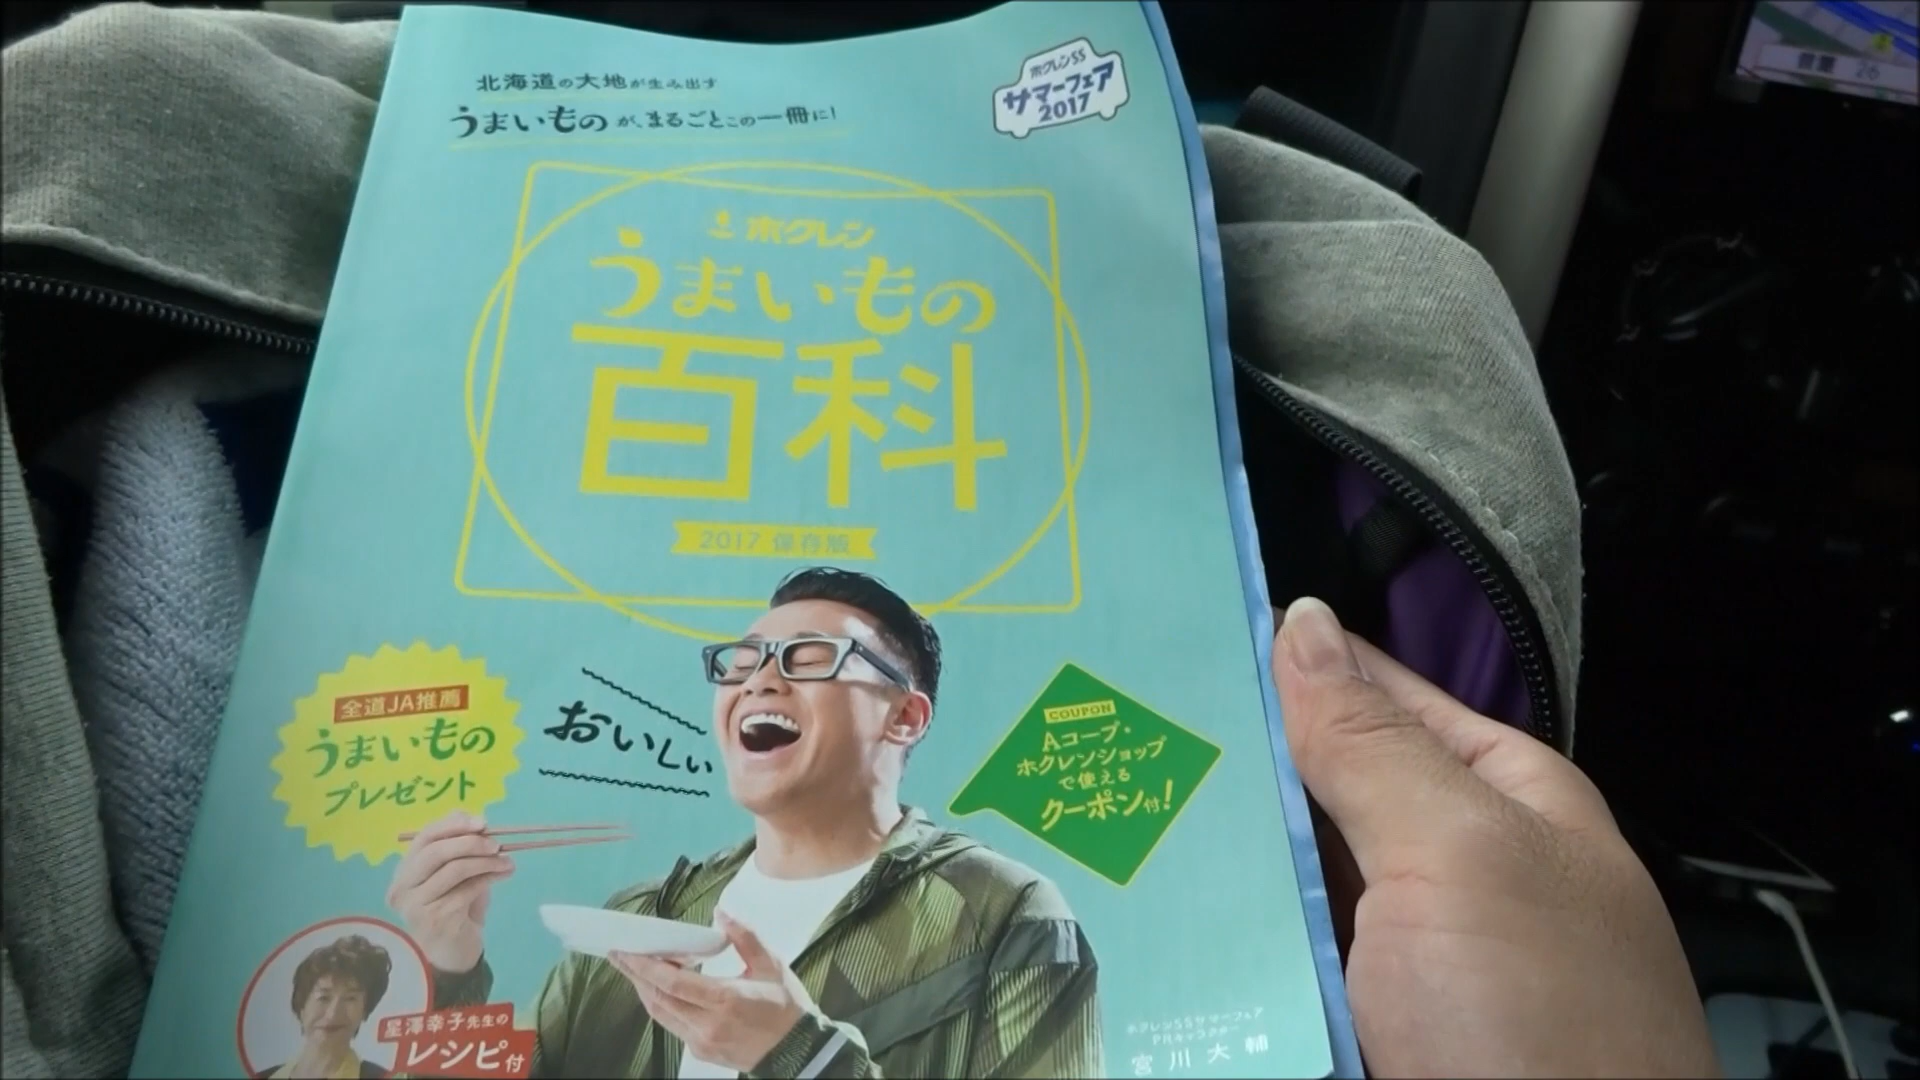 北海道の大地が生み出す
うまいものが、まるごとこの一冊に!
ホクレンSS
サマーフェア
2017
ホクレン
うまいもの
百科
2017 保存版
全道JA推薦
うまいもの
プレゼント
おいしい
COUPON
Aコープ・
ホクレンショップ
で使える
クーポン付!
星澤幸子先生の
レシピ付
ホクレンSSサマーフェア
PRキャラクター
宮川大輔